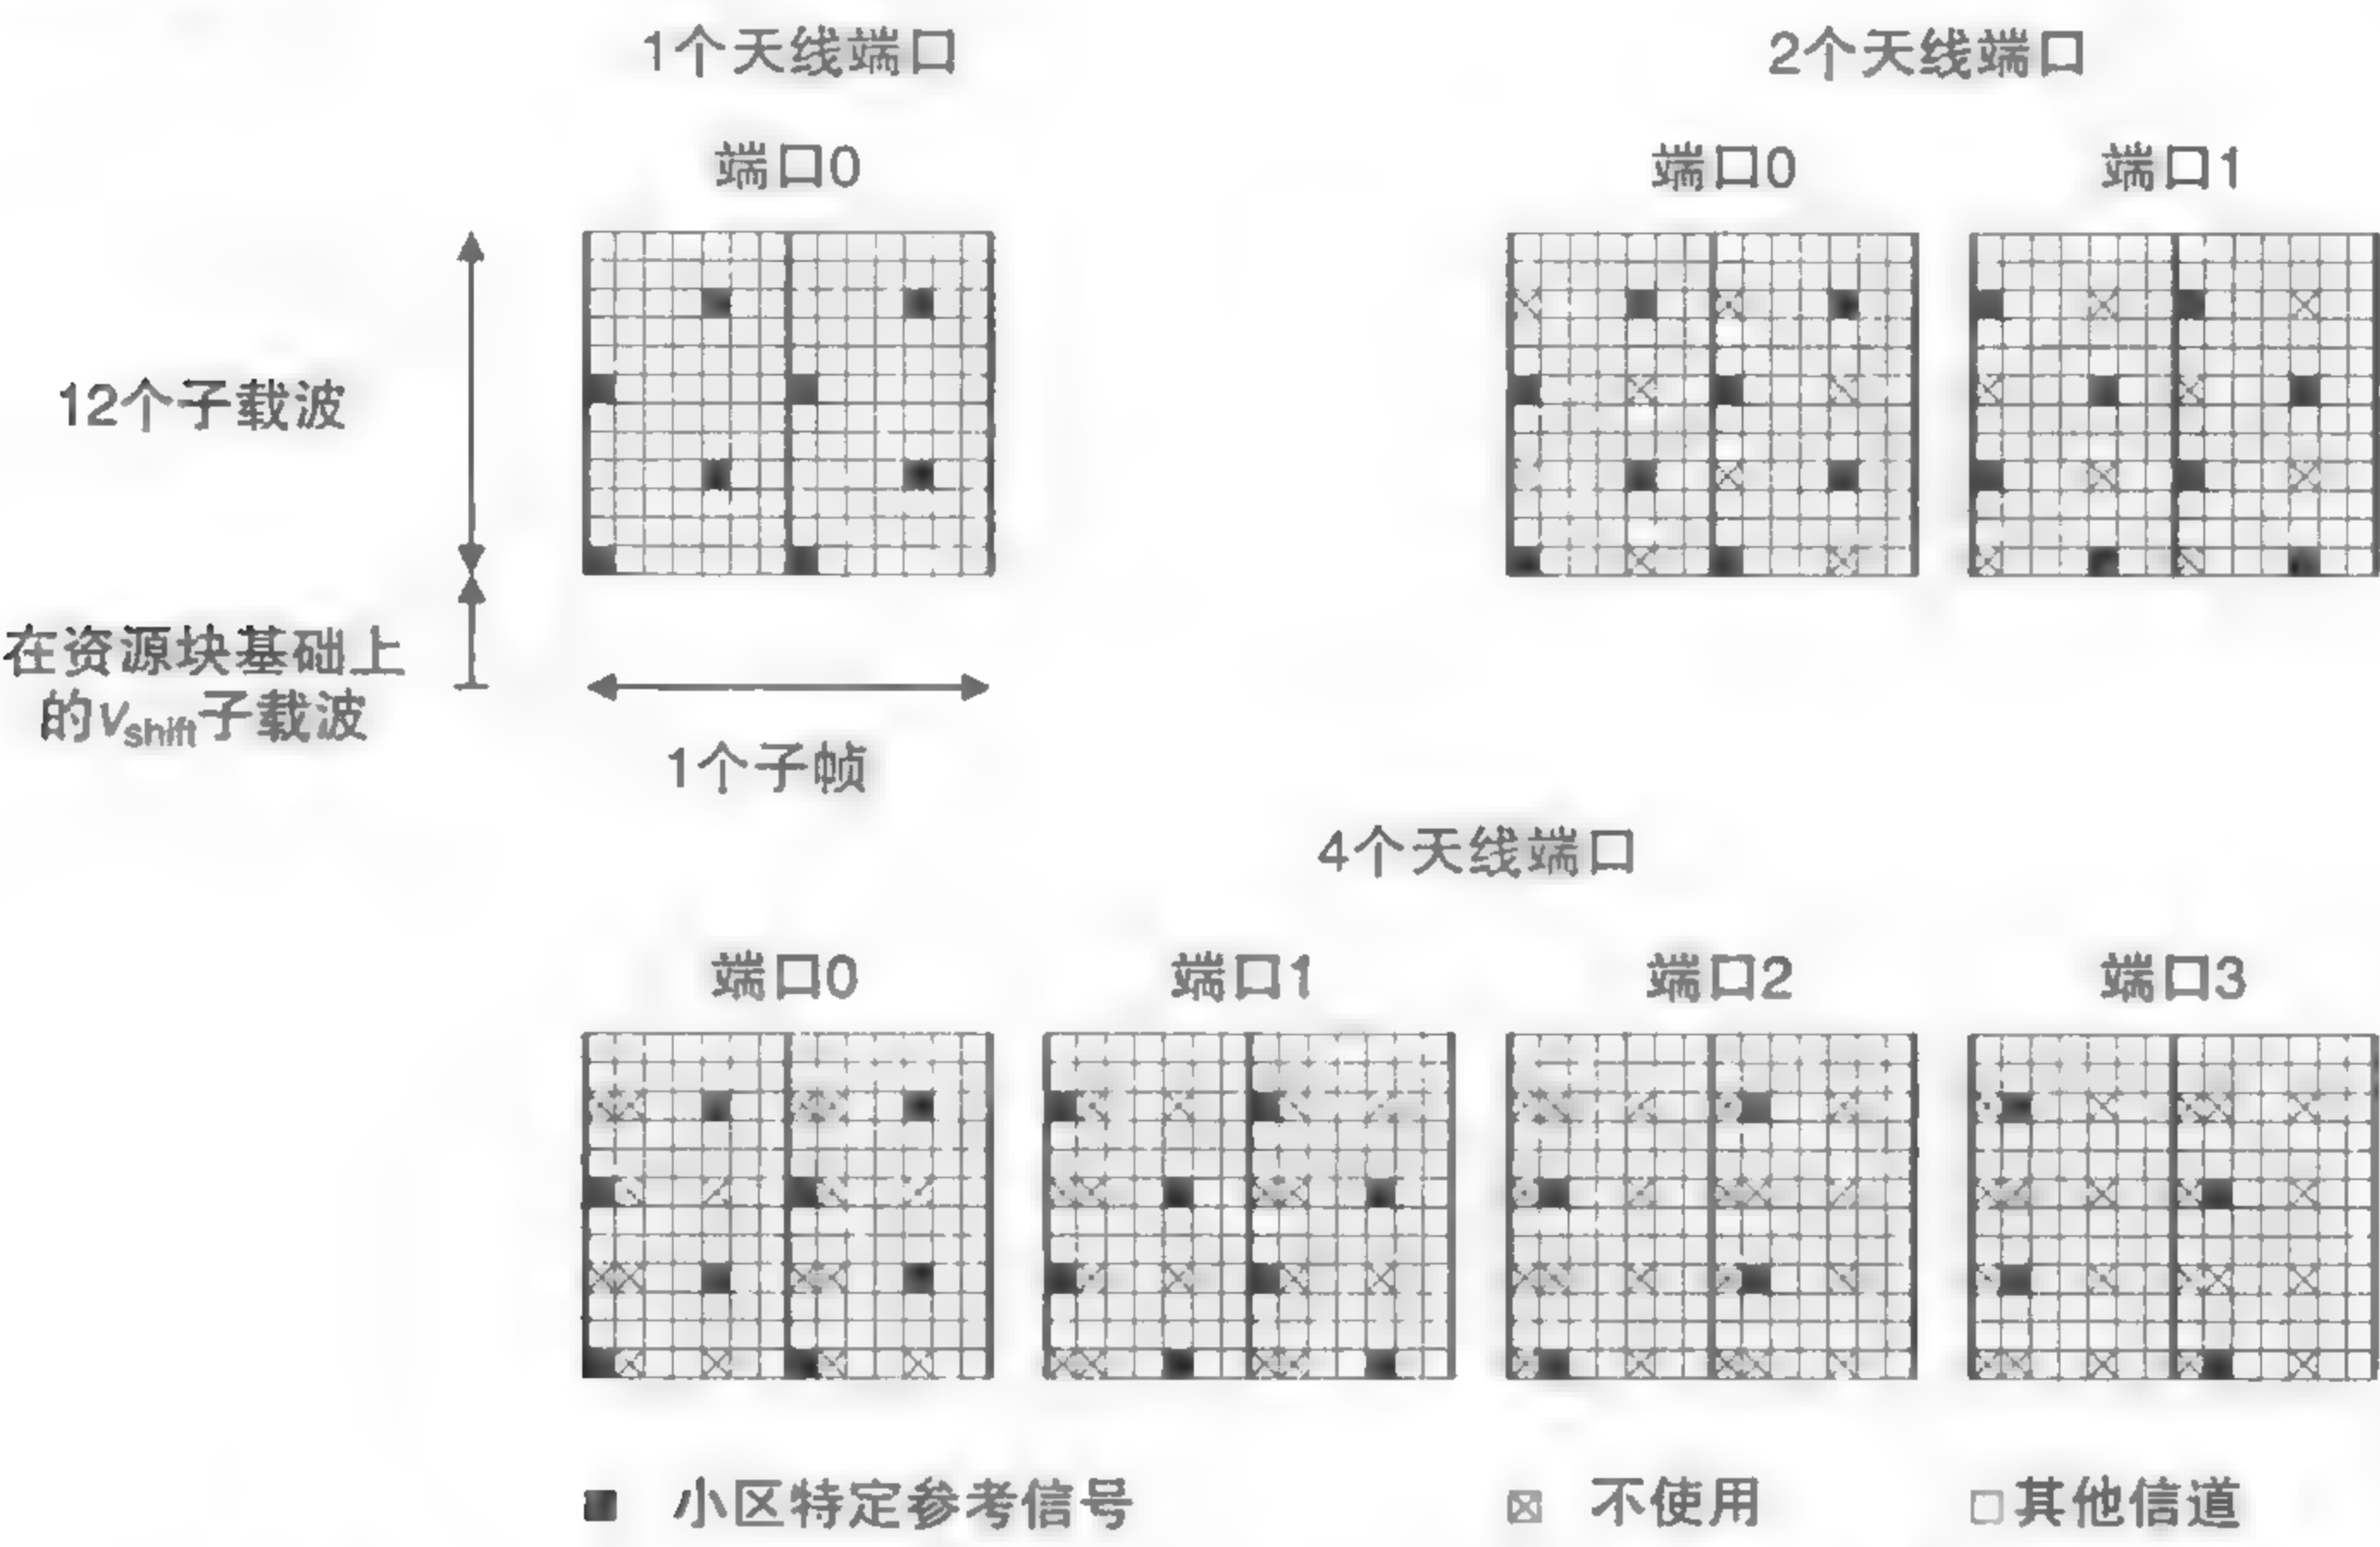 1个天线端口
2个天线端口
端口0
端口0
端口1
12个子载波
在资源块基础上
的Vshift子载波
1个子帧
4个天线端口
端口0
端口1
端口2
端口3
小区特定参考信号
不使用
其他信道